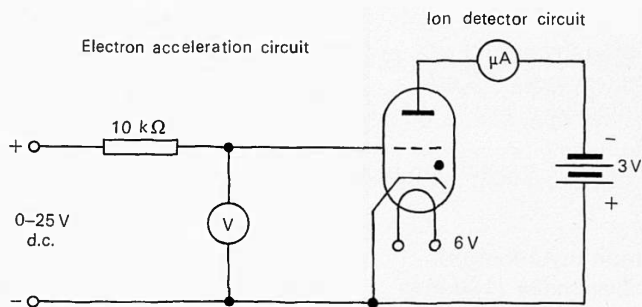 Ion detector circuit
Electron acceleration circuit
μA
10 kΩ
+
−
3 V
+
0–25 V
d.c.
V
6 V
−